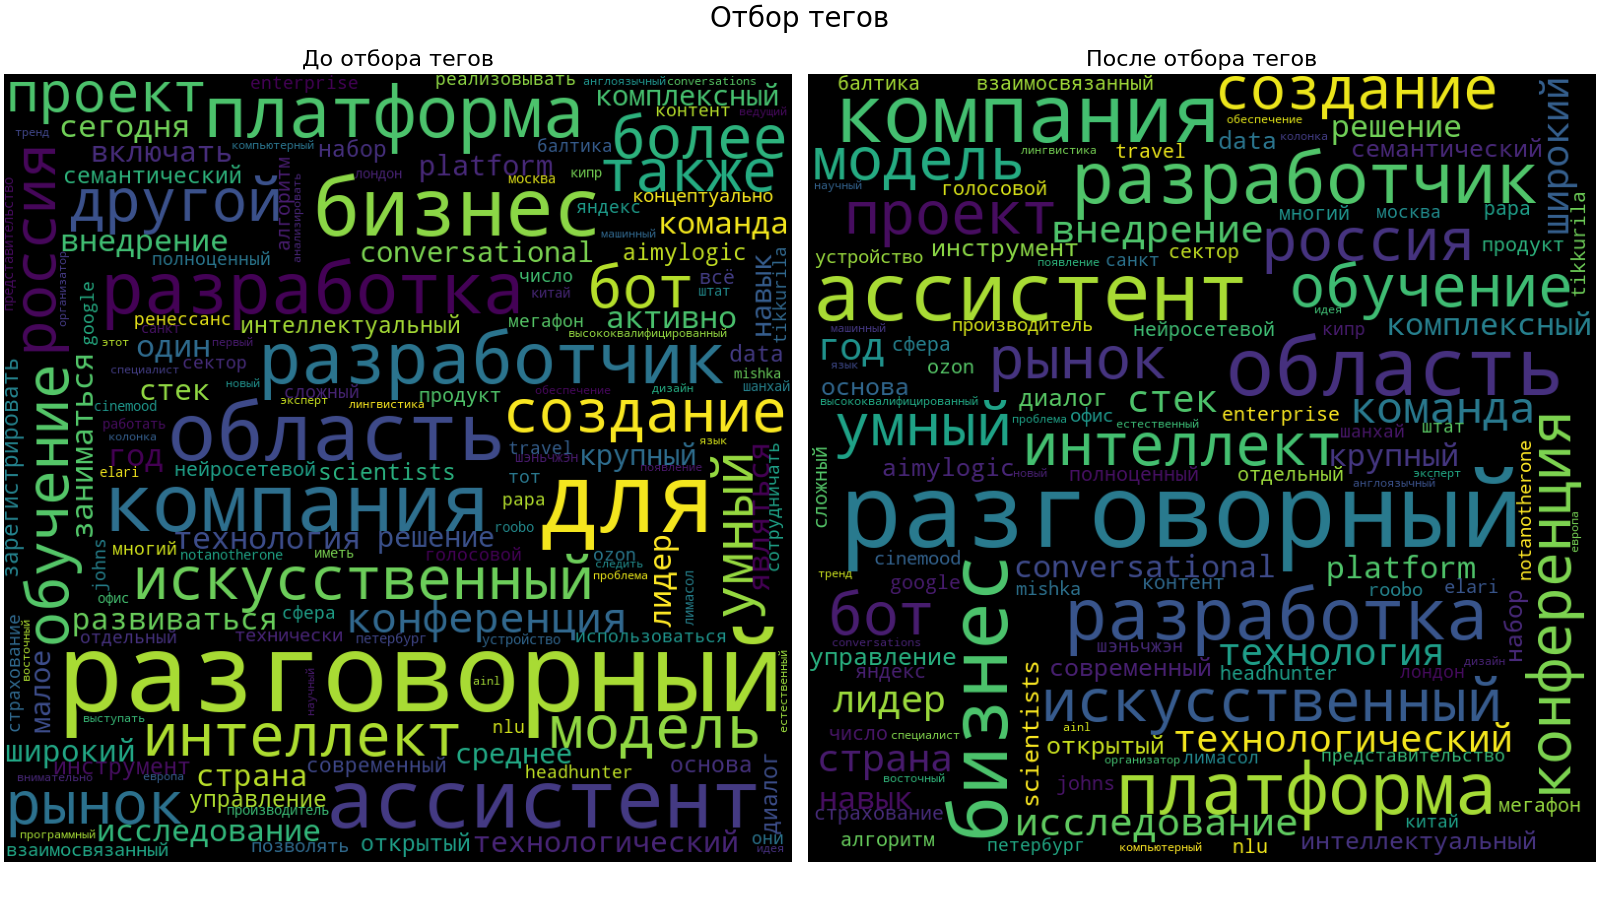 Отбор тегов
До отбора тегов
проект
enterprise
реализовывать
англоязычный
conversations
платформа
комплексный
контент
ведущий
тренд
сегодня
более
включать
компьютерный
набор
балтика
россия
семантический
алгоритм
platform
лондон
москва
кипр
также
представительство
другой
анализировать
бизнес
яндекс
концептуально
внедрение
машинный
команда
организатор
полноценный
conversational
aimylogic
google
разработка
число
китай
бот
всё
штат
навык
tikkurila
ренессанс
санкт
интеллектуальный
мегафон
активно
высококвалифицированный
этот
один
первый
разработчик
data
зарегистрировать
специалист
сектор
mishka
обучение
заниматься
стек
новый
сложный
продукт
обеспечение
дизайн
шанхай
cinemood
эксперт
лингвистика
создание
работать
колонка
область
год
travel
шэньчжэн
крупный
язык
появление
elari
нейросетевой
scientists
тот
умный
являться
сотрудничать
компания
papa
для
технология
решение
roobo
johns
многий
notanotherone
иметь
голосовой
ozon
следить
проблема
лидер
искусственный
офис
лимасол
развиваться
сфера
конференция
страхование
восточный
отдельный
технически
петербург
устройство
использоваться
малое
разговорный
ainl
научный
естественный
выступать
nlu
модель
широкий
интеллект
среднее
инструмент
современный
основа
внимательно
европа
страна
headhunter
диалог
рынок
управление
производитель
ассистент
программный
исследование
они
взаимосвязанный
позволять
открытый
технологический
идея
После отбора тегов
балтика
взаимосвязанный
создание
широкий
компания
обеспечение
data
колонка
решение
модель
лингвистика
travel
семантический
научный
голосовой
разработчик
проект
многий
москва
papa
tikkurila
внедрение
россия
продукт
устройство
инструмент
появление
санкт
сектор
ассистент
обучение
идея
машинный
производитель
нейросетевой
кипр
комплексный
год
сфера
рынок
область
язык
ozon
основа
высококвалифицированный
диалог
стек
enterprise
команда
умный
проблема
офис
естественный
шанхай
штат
конференция
интеллект
крупный
сложный
aimylogic
новый
полноценный
отдельный
эксперт
англоязычный
notanotherone
разговорный
европа
cinemood
бизнес
conversational
platform
тренд
google
mishka
контент
roobo
elari
бот
разработка
набор
conversations
шэньчжэн
управление
технология
яндекс
scientists
современный
headhunter
лондон
дизайн
лидер
искусственный
число
специалист
ainl
открытый
технологический
страна
организатор
лимасол
представительство
восточный
johns
навык
платформа
мегафон
страхование
исследование
китай
алгоритм
петербург
компьютерный
nlu
интеллектуальный